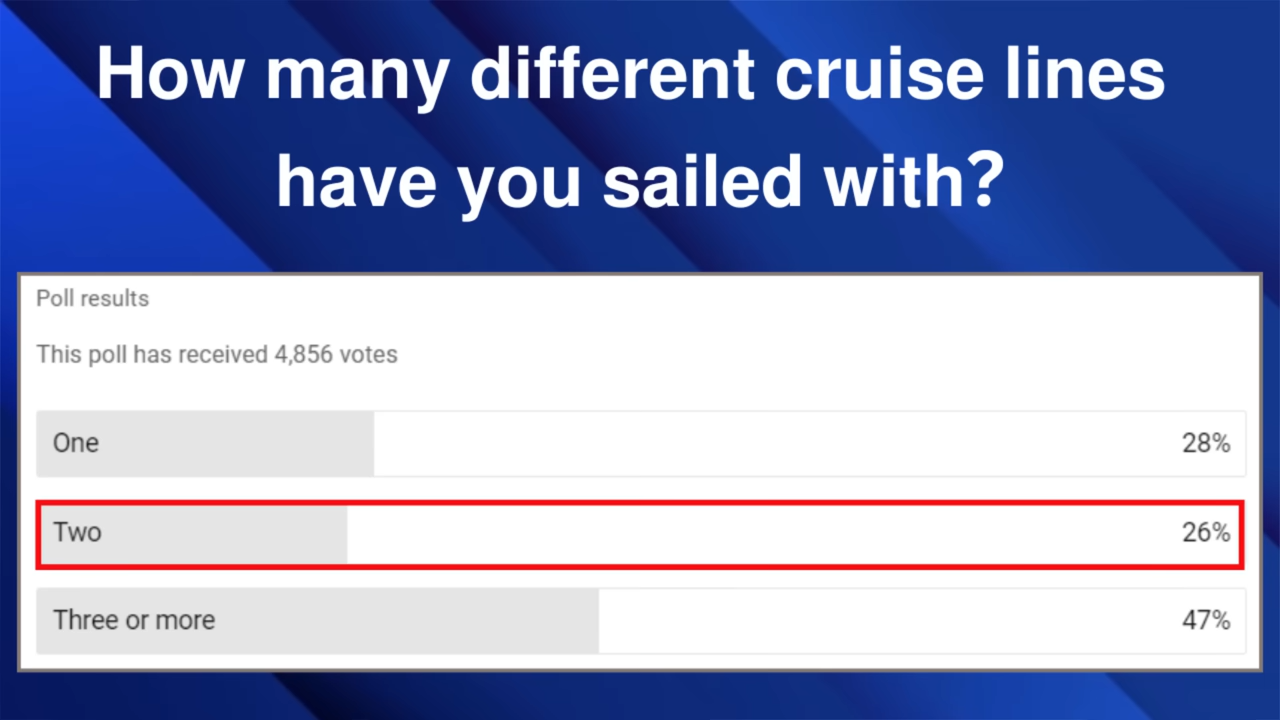 How many different cruise lines
have you sailed with?
Poll results
This poll has received 4,856 votes
One 28%
Two 26%
Three or more 47%